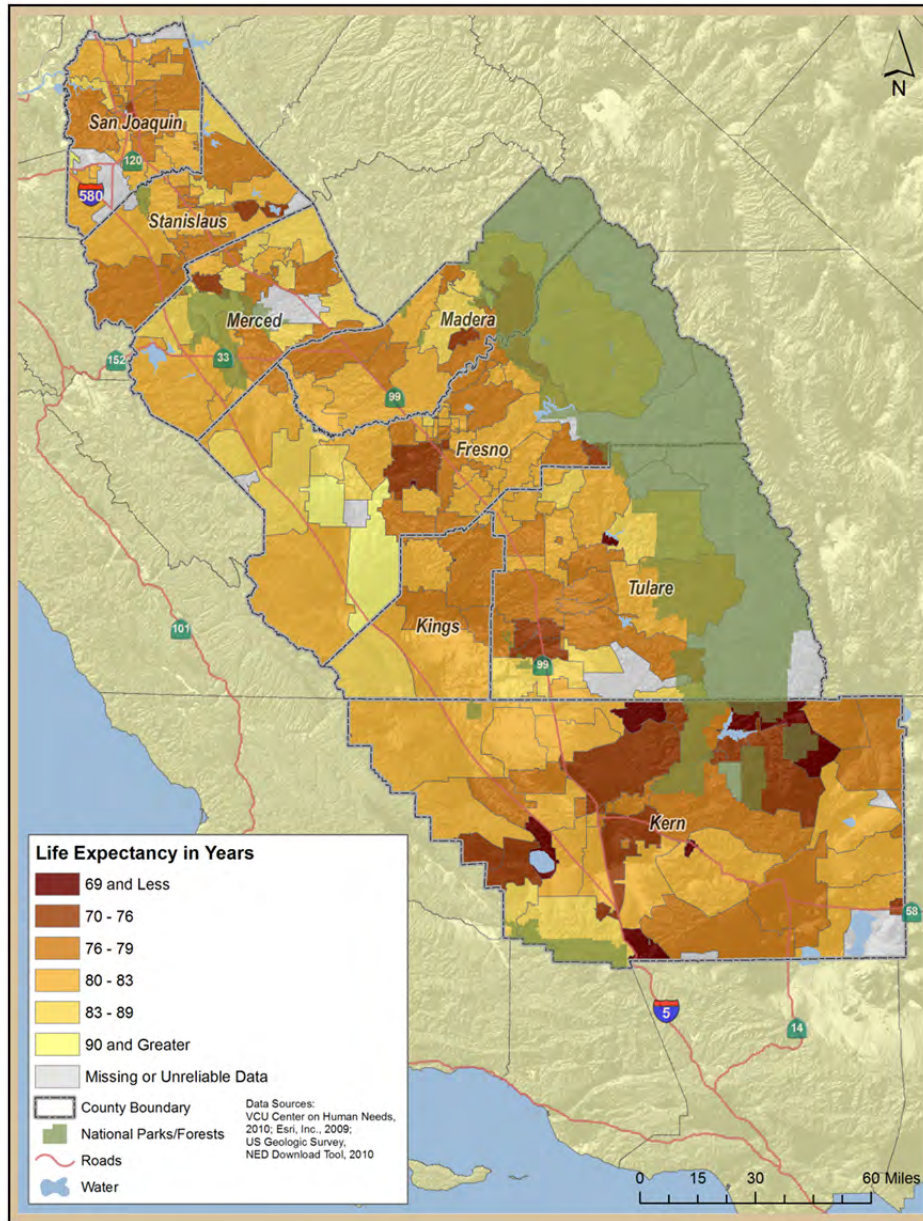 N
San Joaquin
120
580
Stanislaus
Merced
Madera
152
33
99
Fresno
Tulare
101
Kings
99
Kern
58
5
14
Life Expectancy in Years
69 and Less
70 - 76
76 - 79
80 - 83
83 - 89
90 and Greater
Missing or Unreliable Data
County Boundary
National Parks/Forests
Roads
Water
Data Sources:
VCU Center on Human Needs,
2010; Esri, Inc., 2009;
US Geologic Survey,
NED Download Tool, 2010
0 15 30 60 Miles